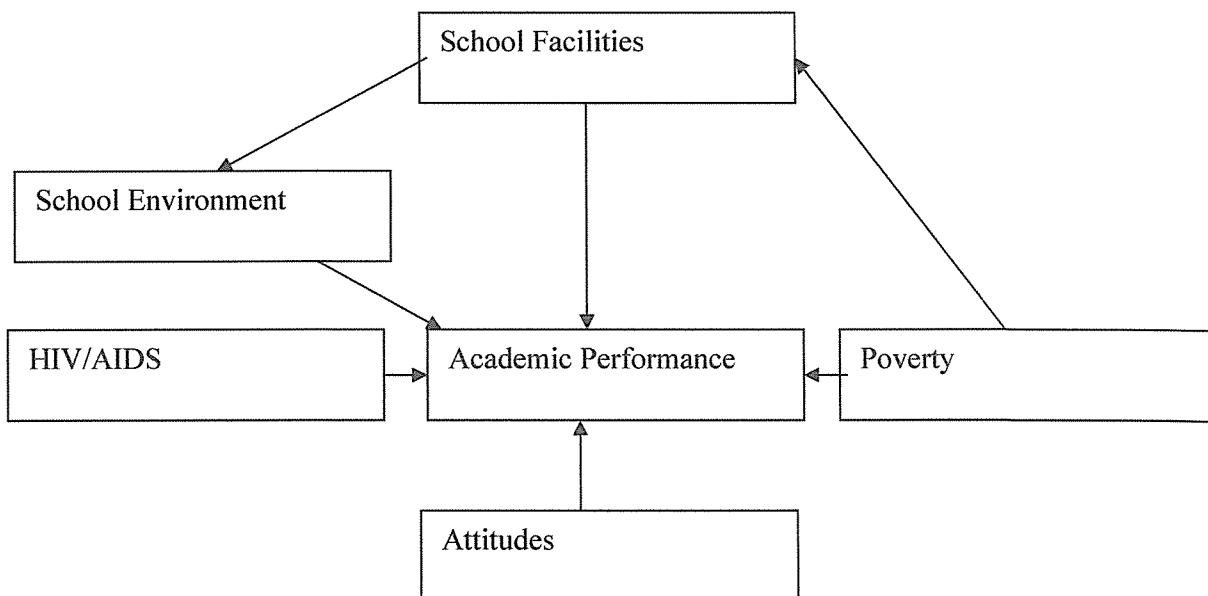 School Facilities
School Environment
HIV/AIDS
Academic Performance
Poverty
Attitudes